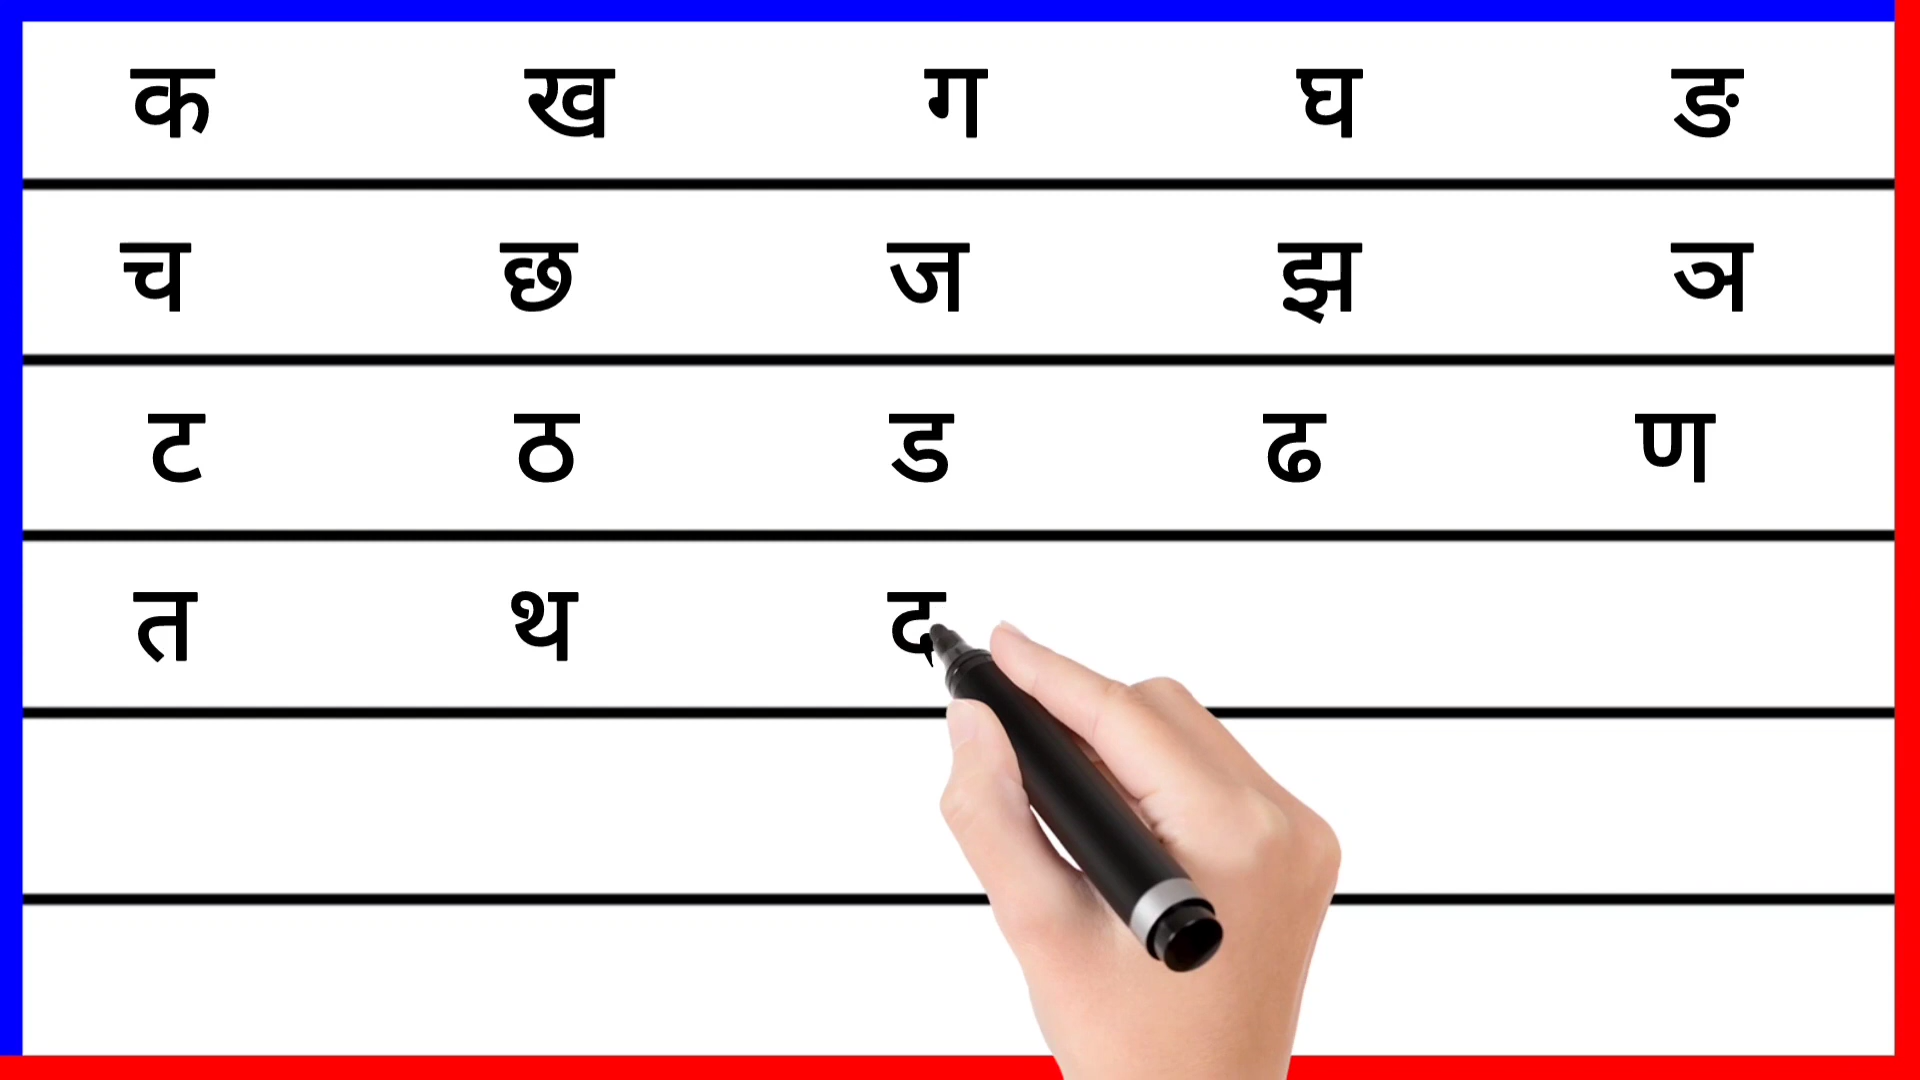 क ख ग घ ङ
च छ ज झ ञ
ट ठ ड ढ ण
त थ द